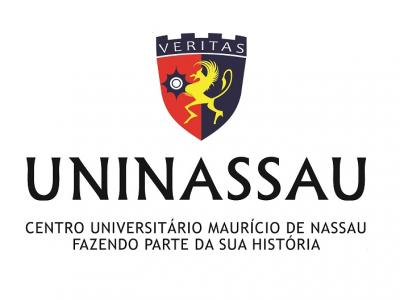 VERITAS
UNINASSAU
CENTRO UNIVERSITÁRIO MAURÍCIO DE NASSAU
FAZENDO PARTE DA SUA HISTÓRIA